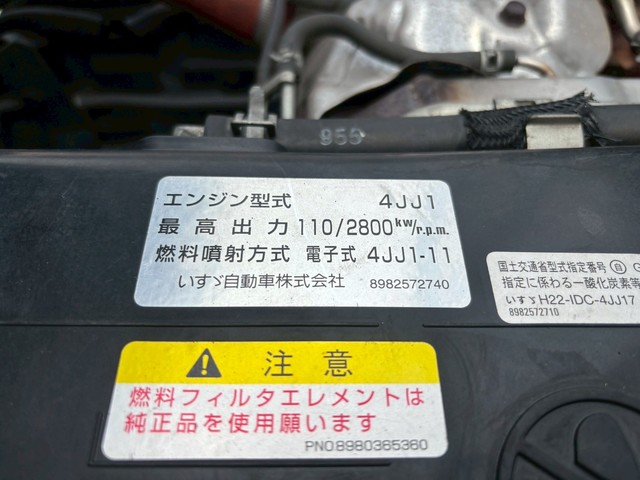 955
エンジン型式 4JJ1
最高出力 110/2800kw/r.p.m.
燃料噴射方式 電子式 4JJ1-11
いすゞ自動車株式会社 8982572740
国土交通省型式指定番号 自
指定に係わる一酸化炭素等
いすゞH22-IDC-4JJ17
8982572710
注意
燃料フィルタエレメントは
純正品を使用願います
PNO.8980365360